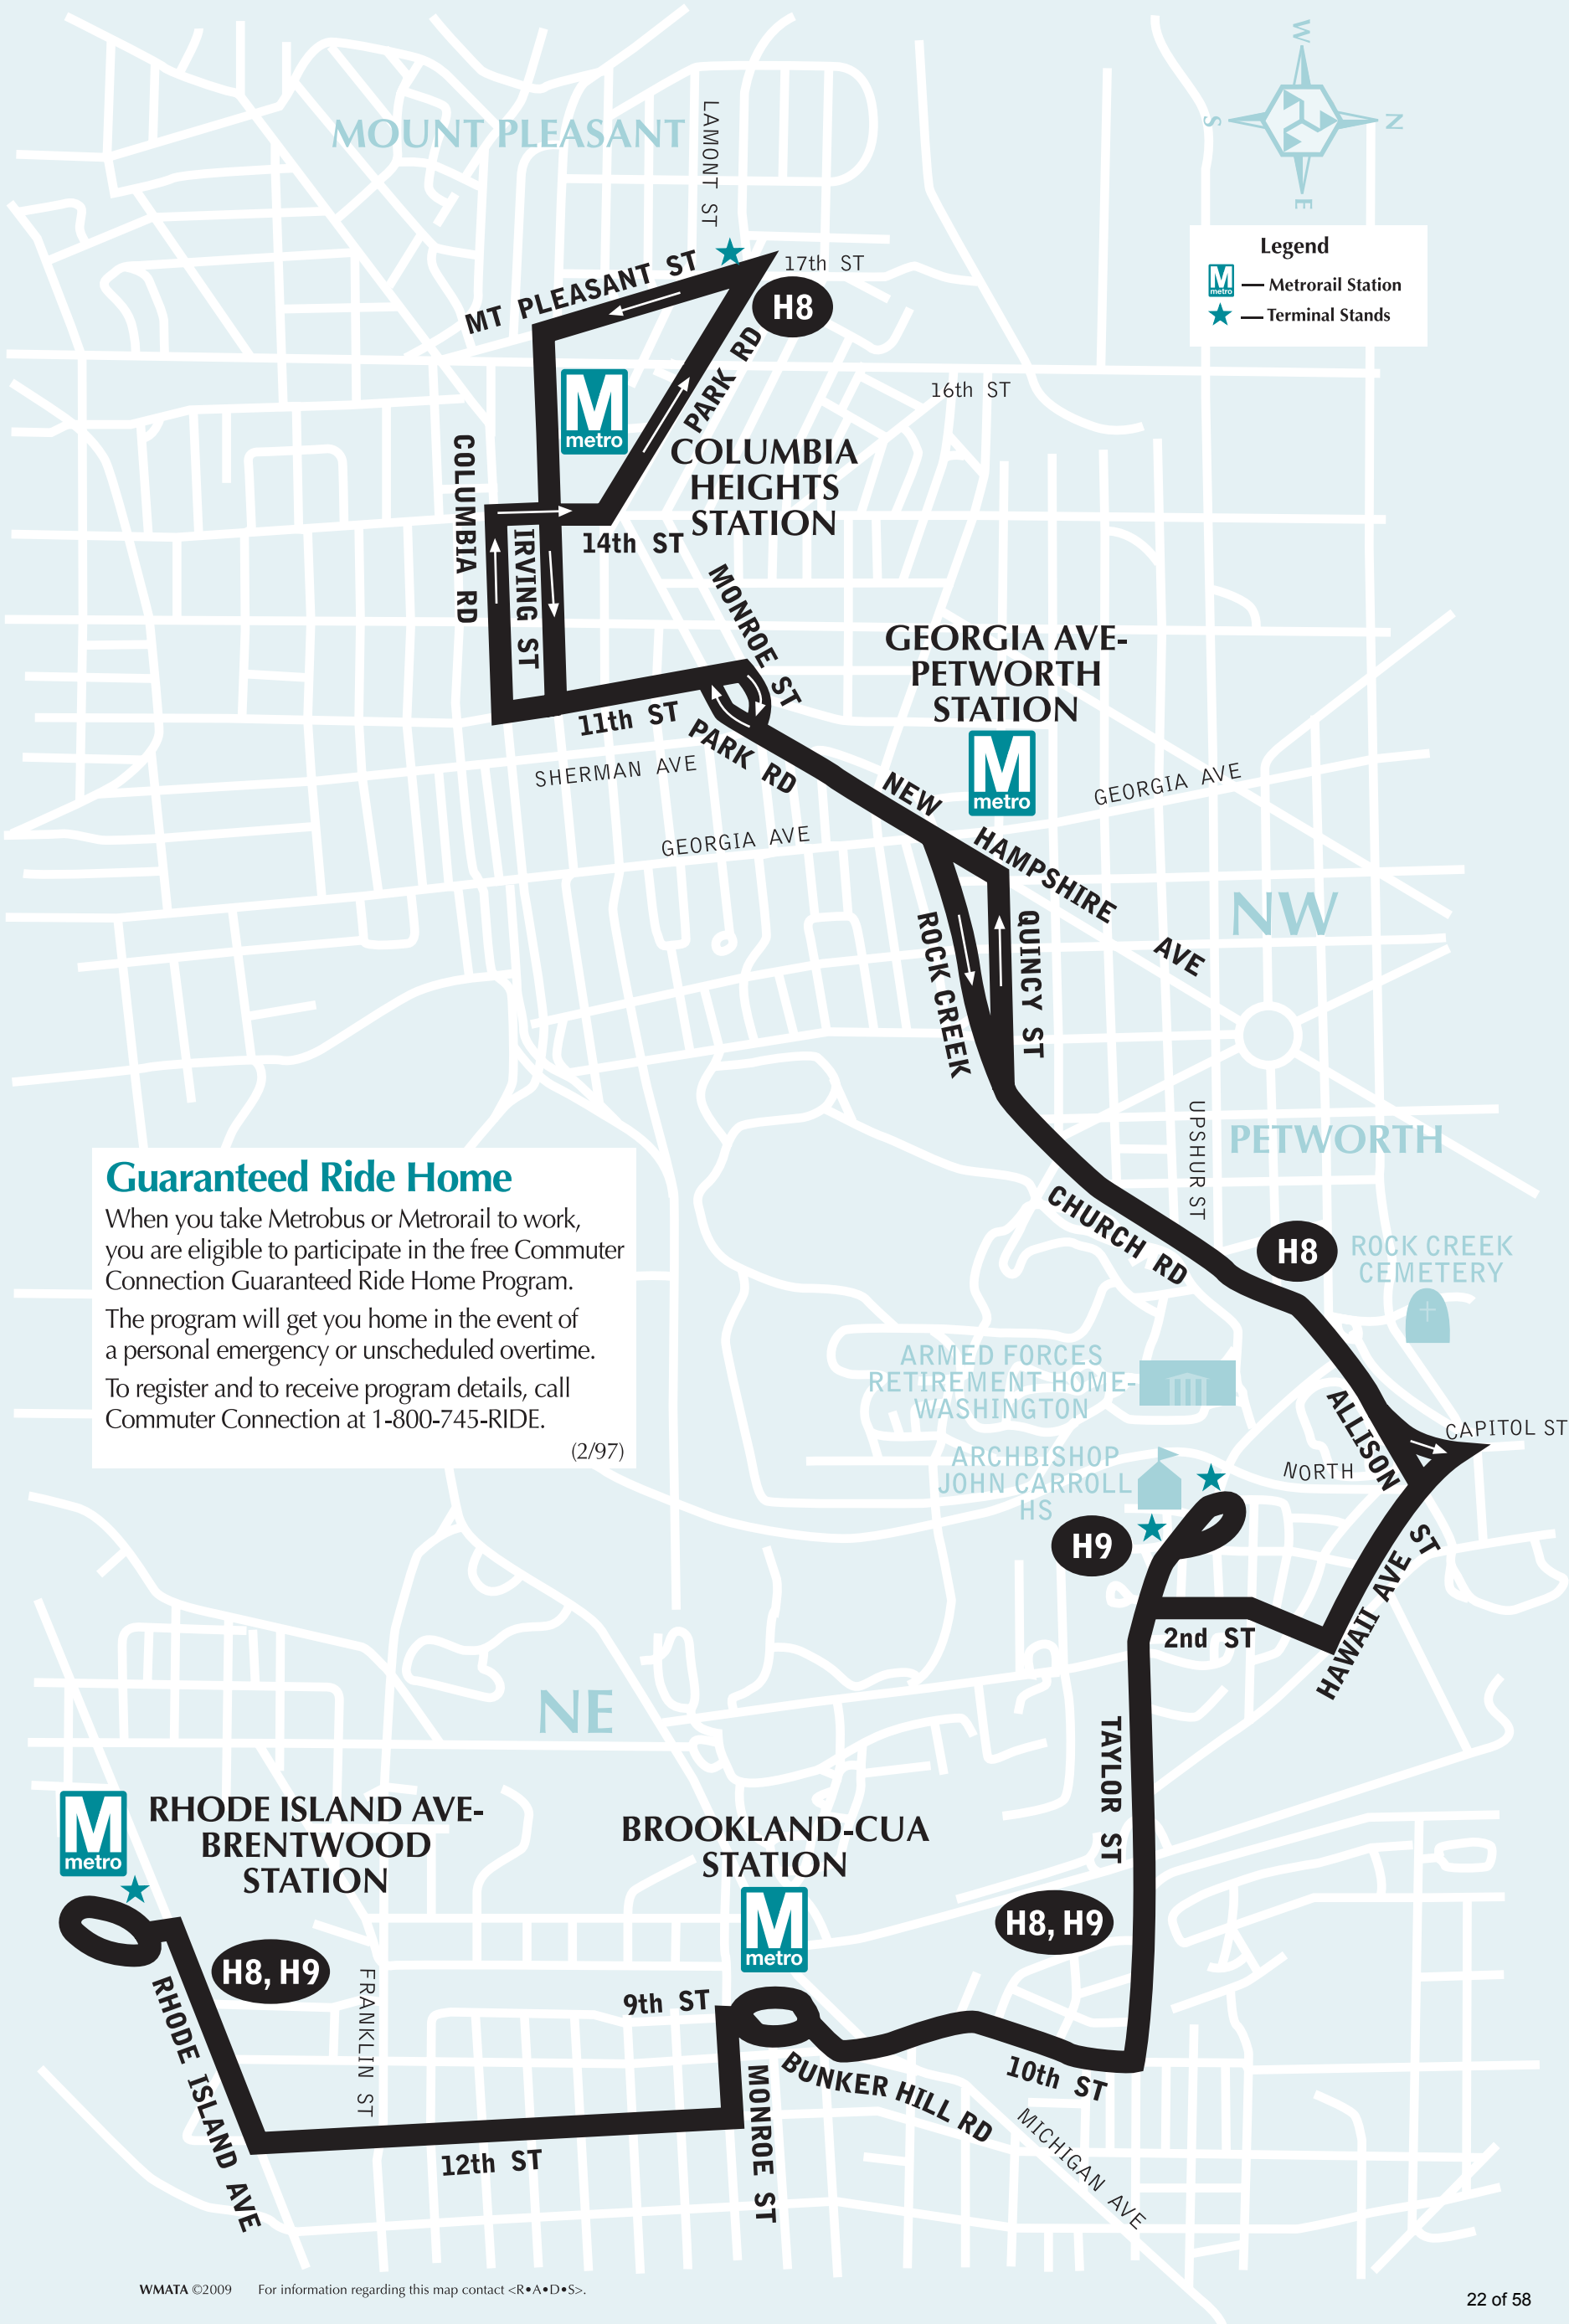 W
S
N
E
MOUNT PLEASANT
LAMONT ST
Legend
M metro — Metrorail Station
★ — Terminal Stands
MT PLEASANT ST
17th ST
H8
PARK RD
16th ST
M
metro
COLUMBIA
HEIGHTS
STATION
COLUMBIA RD
IRVING ST
14th ST
MONROE ST
11th ST
PARK RD
SHERMAN AVE
GEORGIA AVE-
PETWORTH
STATION
M
metro
GEORGIA AVE
GEORGIA AVE
NEW HAMPSHIRE AVE
NW
ROCK CREEK
QUINCY ST
UPSHUR ST
PETWORTH
CHURCH RD
H8
ROCK CREEK
CEMETERY
Guaranteed Ride Home
When you take Metrobus or Metrorail to work,
you are eligible to participate in the free Commuter
Connection Guaranteed Ride Home Program.
The program will get you home in the event of
a personal emergency or unscheduled overtime.
To register and to receive program details, call
Commuter Connection at 1-800-745-RIDE.
(2/97)
ARMED FORCES
RETIREMENT HOME-
WASHINGTON
ARCHBISHOP
JOHN CARROLL
HS
ALLISON ST
NORTH CAPITOL ST
H9
HAWAII AVE
2nd ST
NE
TAYLOR ST
M
metro
RHODE ISLAND AVE-
BRENTWOOD
STATION
BROOKLAND-CUA
STATION
M
metro
H8, H9
H8, H9
RHODE ISLAND AVE
FRANKLIN ST
9th ST
MONROE ST
BUNKER HILL RD
10th ST
MICHIGAN AVE
12th ST
WMATA ©2009 For information regarding this map contact <R•A•D•S>.
22 of 58